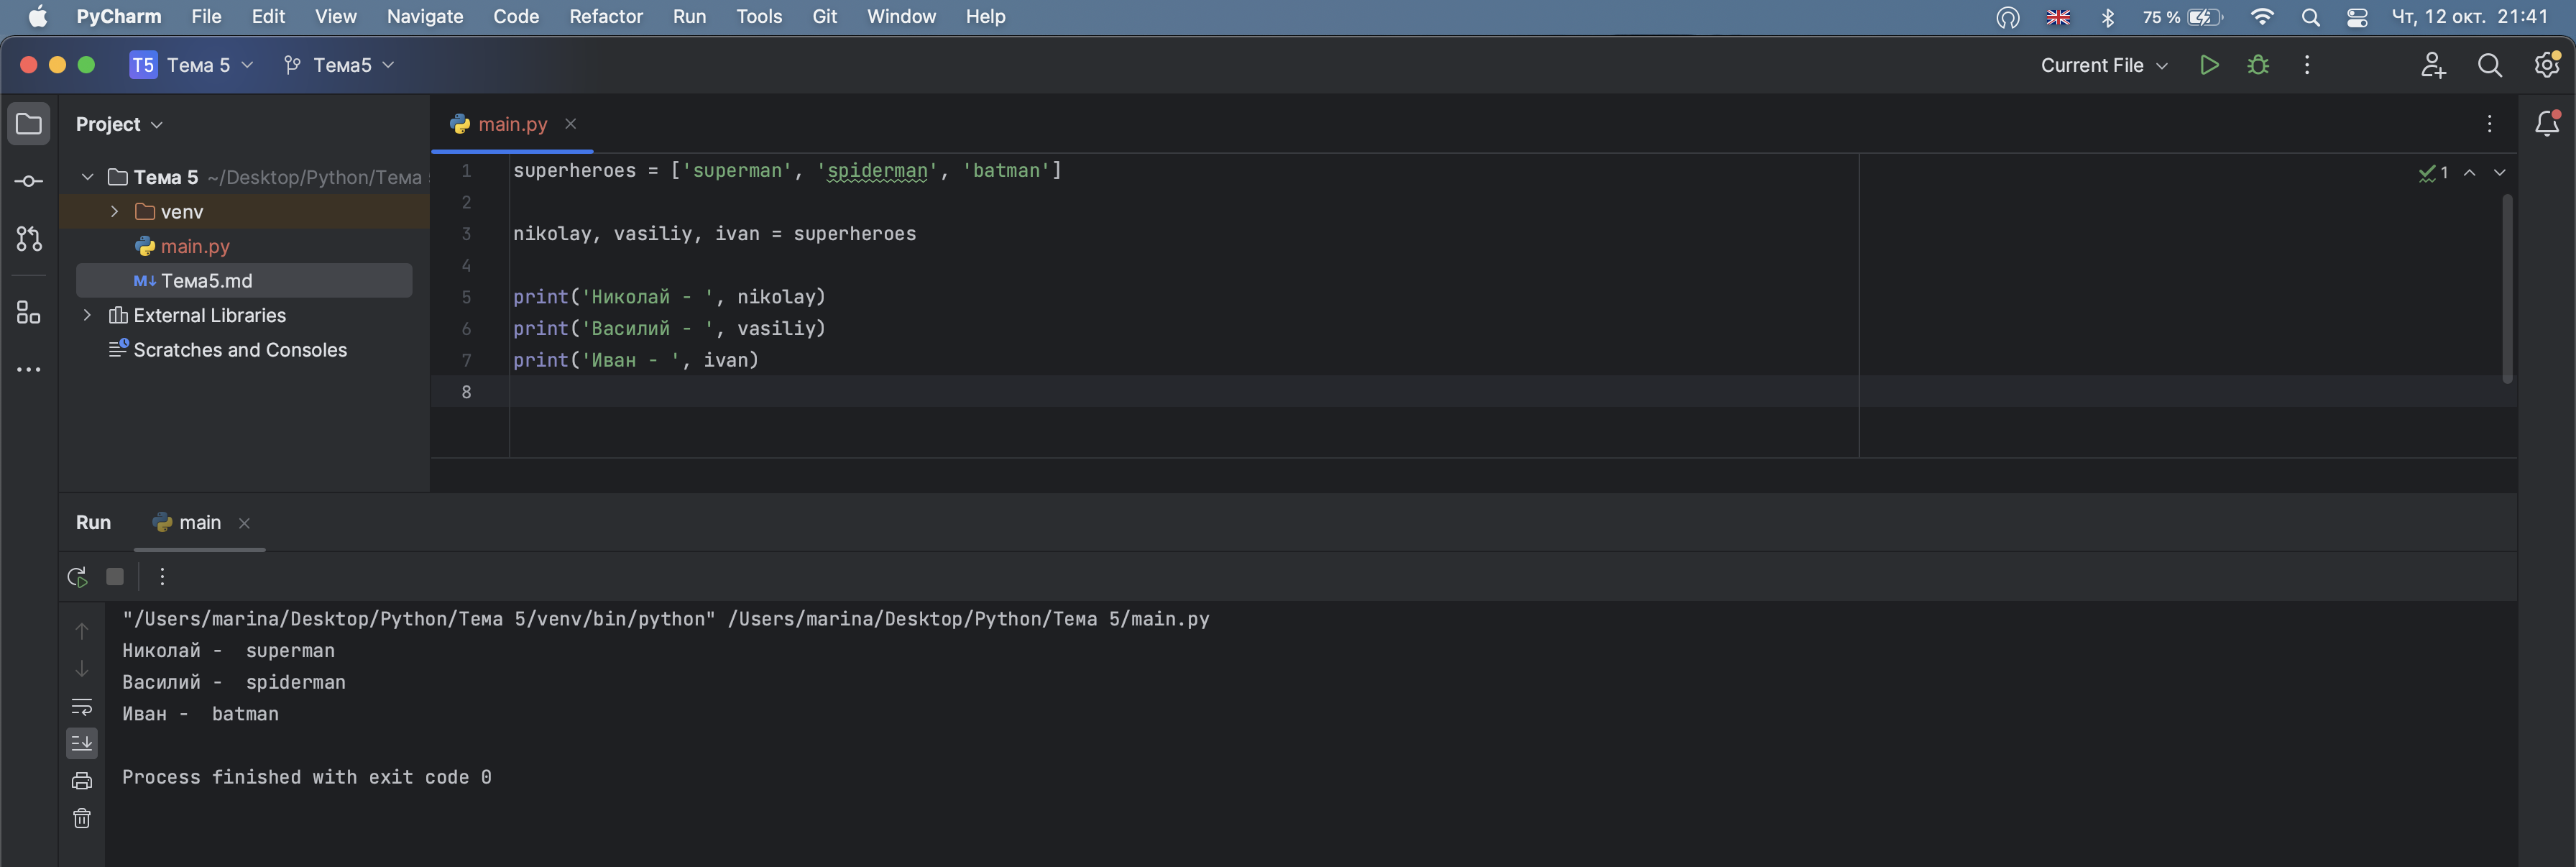 PyCharm File Edit View Navigate Code Refactor Run Tools Git Window Help 75 % Чт, 12 окт. 21:41
T5 Тема 5 Тема5 Current File
Project
main.py
Тема 5 ~/Desktop/Python/Тема
venv
main.py
M↓ Тема5.md
External Libraries
Scratches and Consoles
1 superheroes = ['superman', 'spiderman', 'batman'] 1
2
3 nikolay, vasiliy, ivan = superheroes
4
5 print('Николай - ', nikolay)
6 print('Василий - ', vasiliy)
7 print('Иван - ', ivan)
8
Run main
"/Users/marina/Desktop/Python/Тема 5/venv/bin/python" /Users/marina/Desktop/Python/Тема 5/main.py
Николай -  superman
Василий -  spiderman
Иван -  batman
Process finished with exit code 0